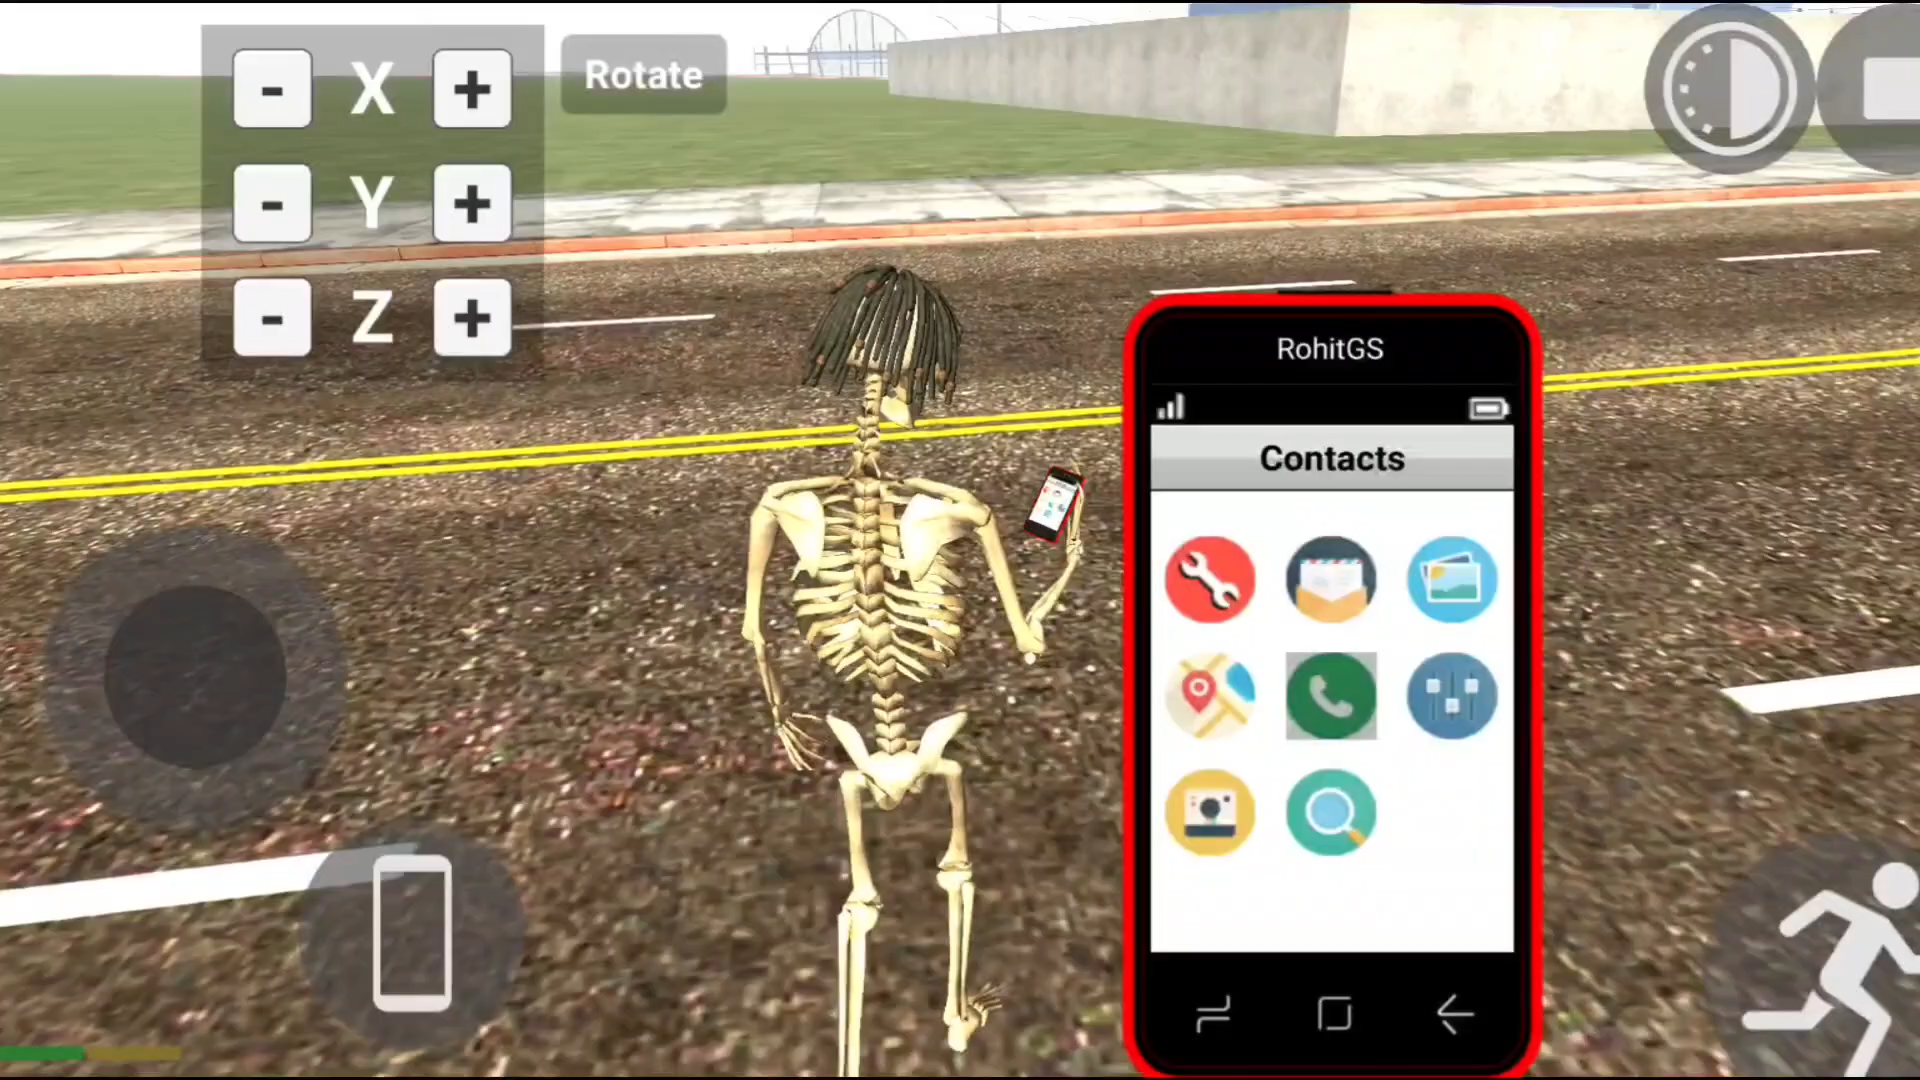 - X +
Rotate
- Y +
- Z +
RohitGS
Contacts